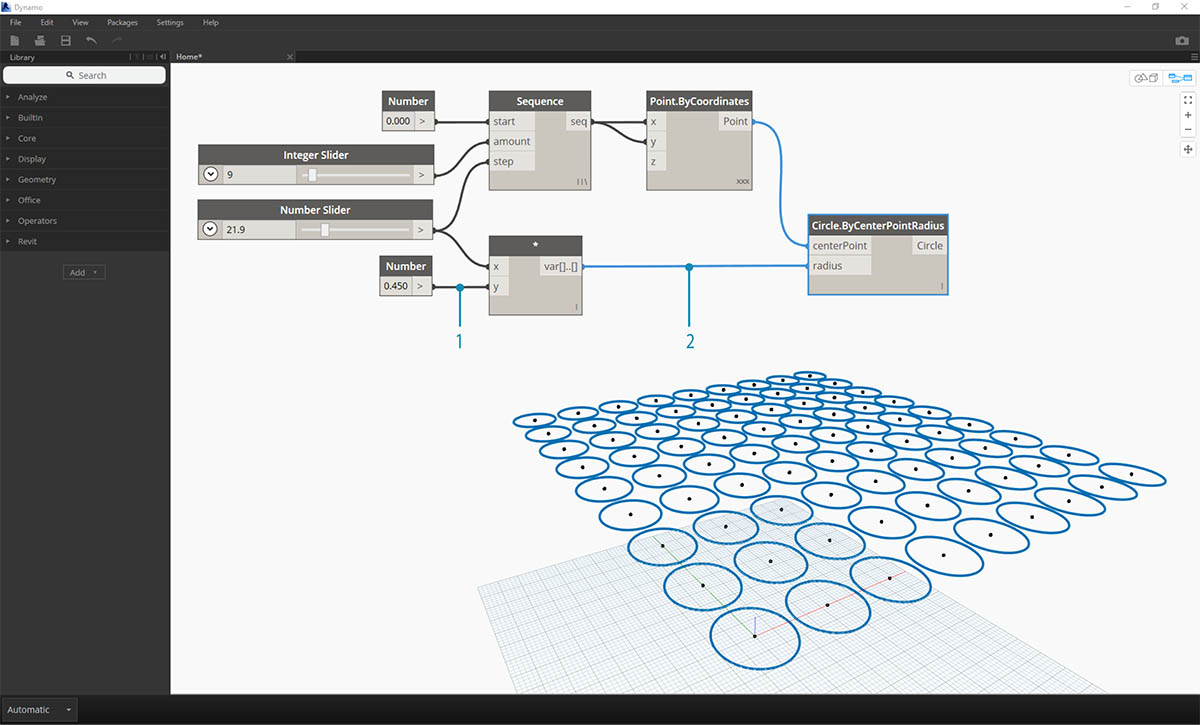 Dynamo
File Edit View Packages Settings Help
Library
Home*
Search
Analyze
BuiltIn
Core
Display
Geometry
Office
Operators
Revit
Add
Number
0.000 >
Integer Slider
9 >
Number Slider
21.9 >
Number
0.450 >
Sequence
start seq
amount
step
Point.ByCoordinates
x Point
y
z
xxx
*
x var[]..[]
y
Circle.ByCenterPointRadius
centerPoint Circle
radius
1
2
Automatic